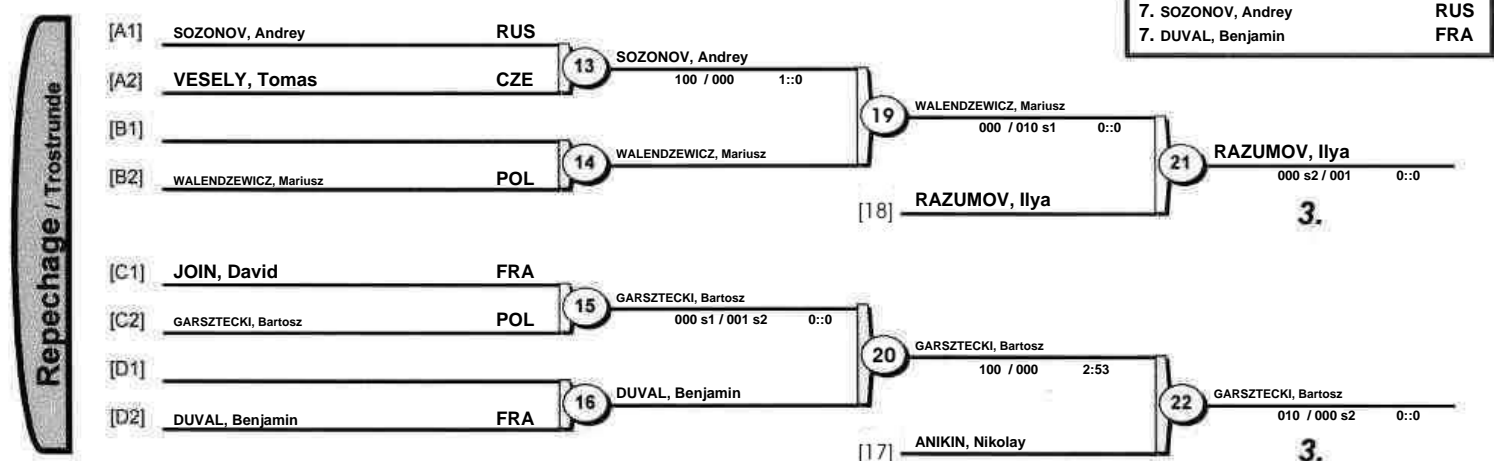 7. SOZONOV, Andrey RUS
7. DUVAL, Benjamin FRA
Repechage / Trostrunde
[A1] SOZONOV, Andrey RUS
13 SOZONOV, Andrey
100 / 000 1::0
[A2] VESELY, Tomas CZE
[B1]
14 WALENDZEWICZ, Mariusz
[B2] WALENDZEWICZ, Mariusz POL
19 WALENDZEWICZ, Mariusz
000 / 010 s1 0::0
[18] RAZUMOV, Ilya
21 RAZUMOV, Ilya
000 s2 / 001 0::0
3.
[C1] JOIN, David FRA
15 GARSZTECKI, Bartosz
000 s1 / 001 s2 0::0
[C2] GARSZTECKI, Bartosz POL
[D1]
16 DUVAL, Benjamin
[D2] DUVAL, Benjamin FRA
20 GARSZTECKI, Bartosz
100 / 000 2:53
[17] ANIKIN, Nikolay
22 GARSZTECKI, Bartosz
010 / 000 s2 0::0
3.